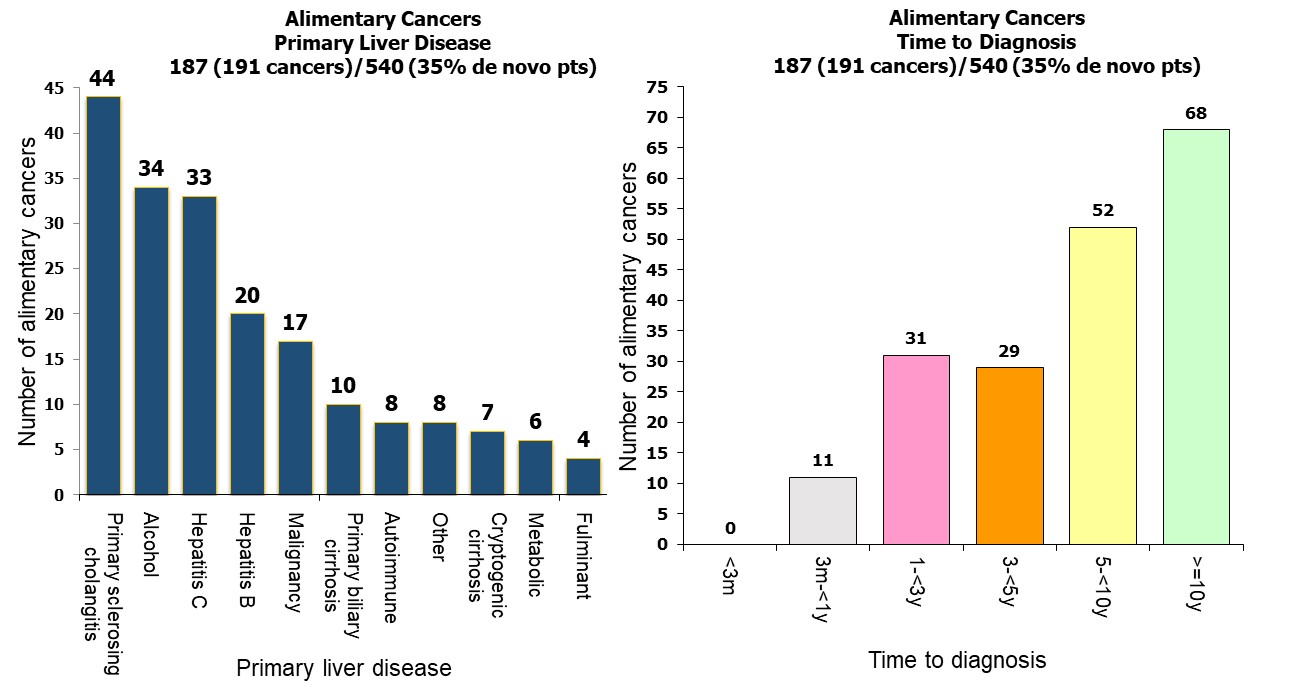 Alimentary Cancers
Primary Liver Disease
187 (191 cancers)/540 (35% de novo pts)
Number of alimentary cancers
45
40
35
30
25
20
15
10
5
0
44
34
33
20
17
10
8
8
7
6
4
Primary sclerosing
cholangitis
Alcohol
Hepatitis C
Hepatitis B
Malignancy
Primary biliary
cirrhosis
Autoimmune
Other
Cryptogenic
cirrhosis
Metabolic
Fulminant
Primary liver disease
Alimentary Cancers
Time to Diagnosis
187 (191 cancers)/540 (35% de novo pts)
Number of alimentary cancers
75
70
65
60
55
50
45
40
35
30
25
20
15
10
5
0
0
11
31
29
52
68
<3m
3m-<1y
1-<3y
3-<5y
5-<10y
>=10y
Time to diagnosis